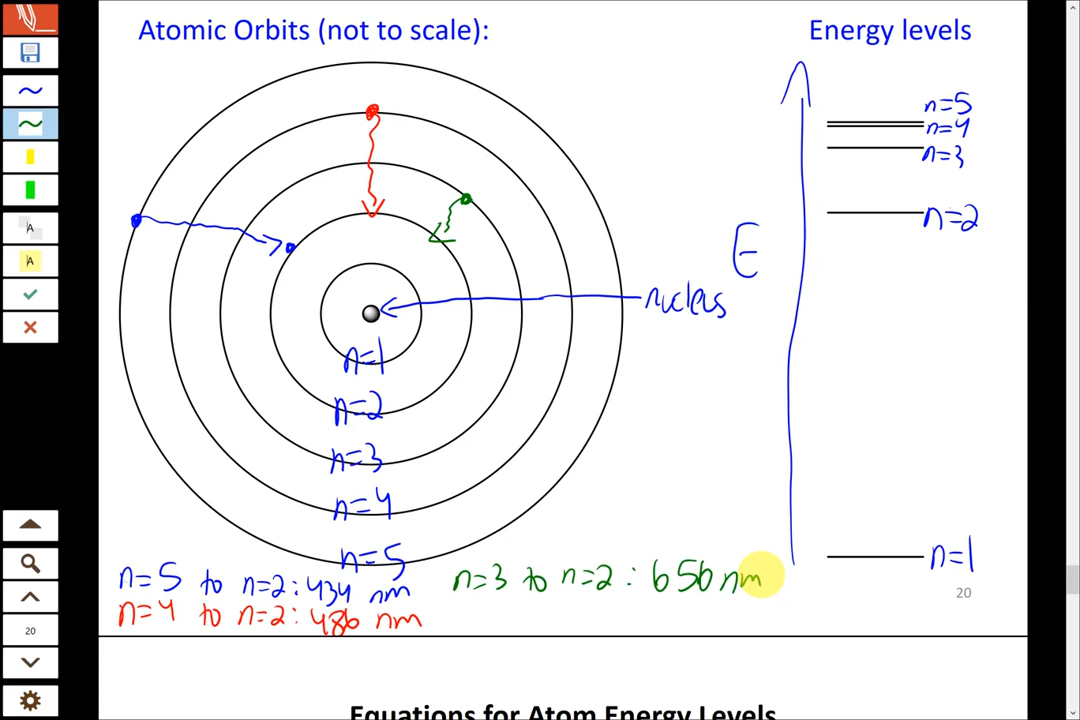 Atomic Orbits (not to scale):
Energy levels
n=5
n=4
n=3
n=2
E
nucleus
n=1
n=2
n=3
n=4
n=5
n=1
n=5 to n=2: 434 nm
n=3 to n=2: 656 nm
n=4 to n=2: 486 nm
20
A
A
20
Equations for Atom Energy Levels